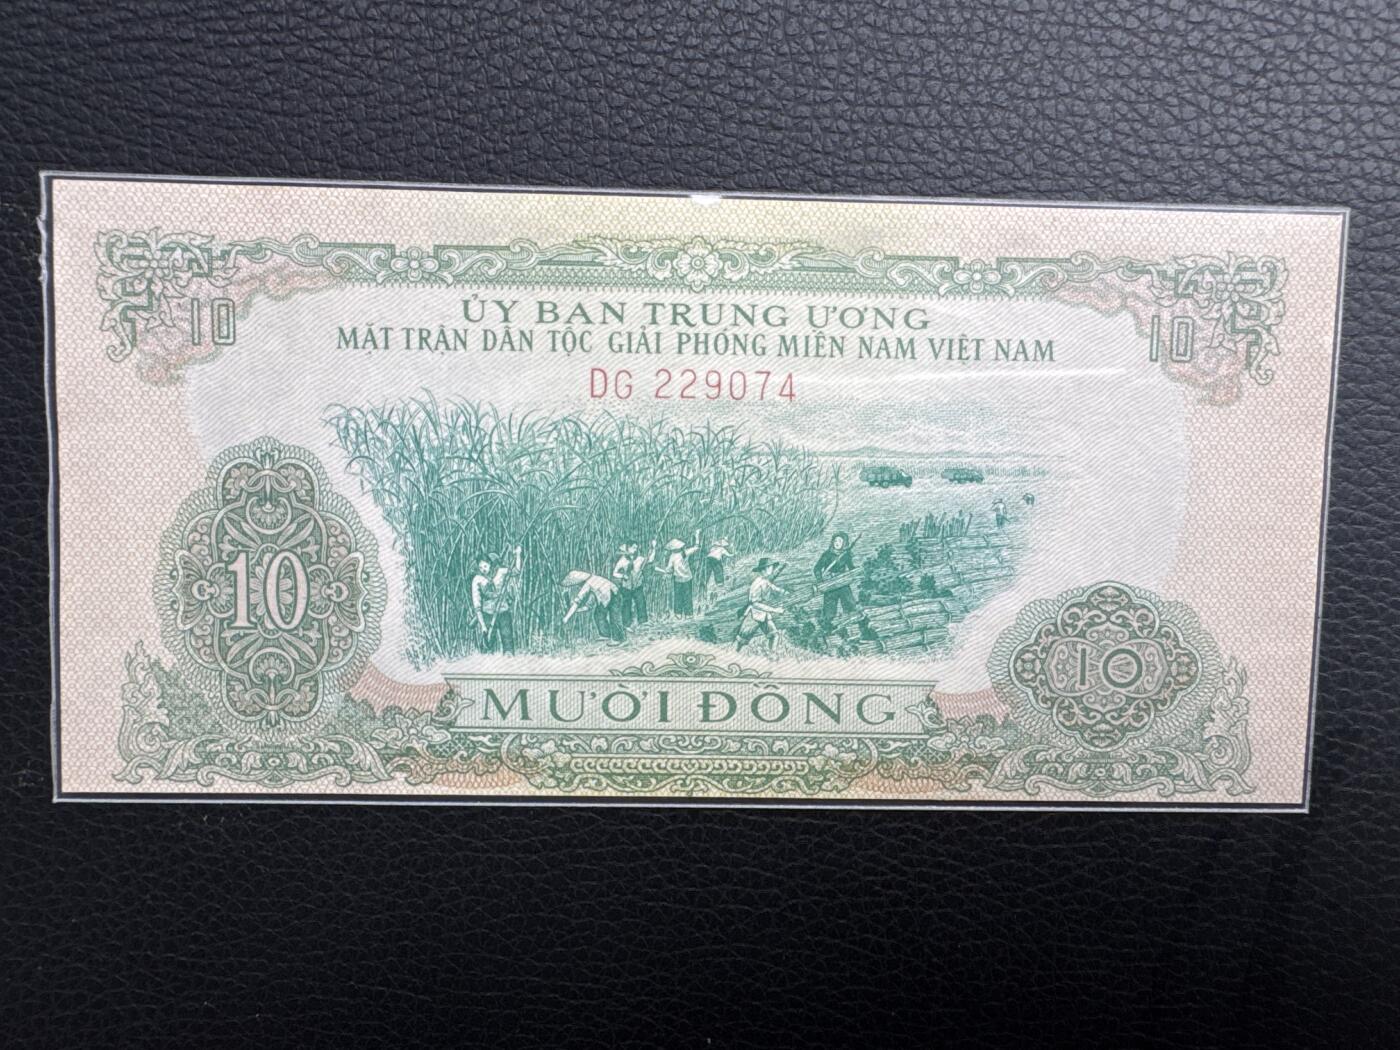 ỦY BAN TRUNG ƯƠNG
MẶT TRẬN DÂN TỘC GIẢI PHÓNG MIỀN NAM VIỆT NAM
10
10
DG 229074
10
10
MƯỜI ĐỒNG